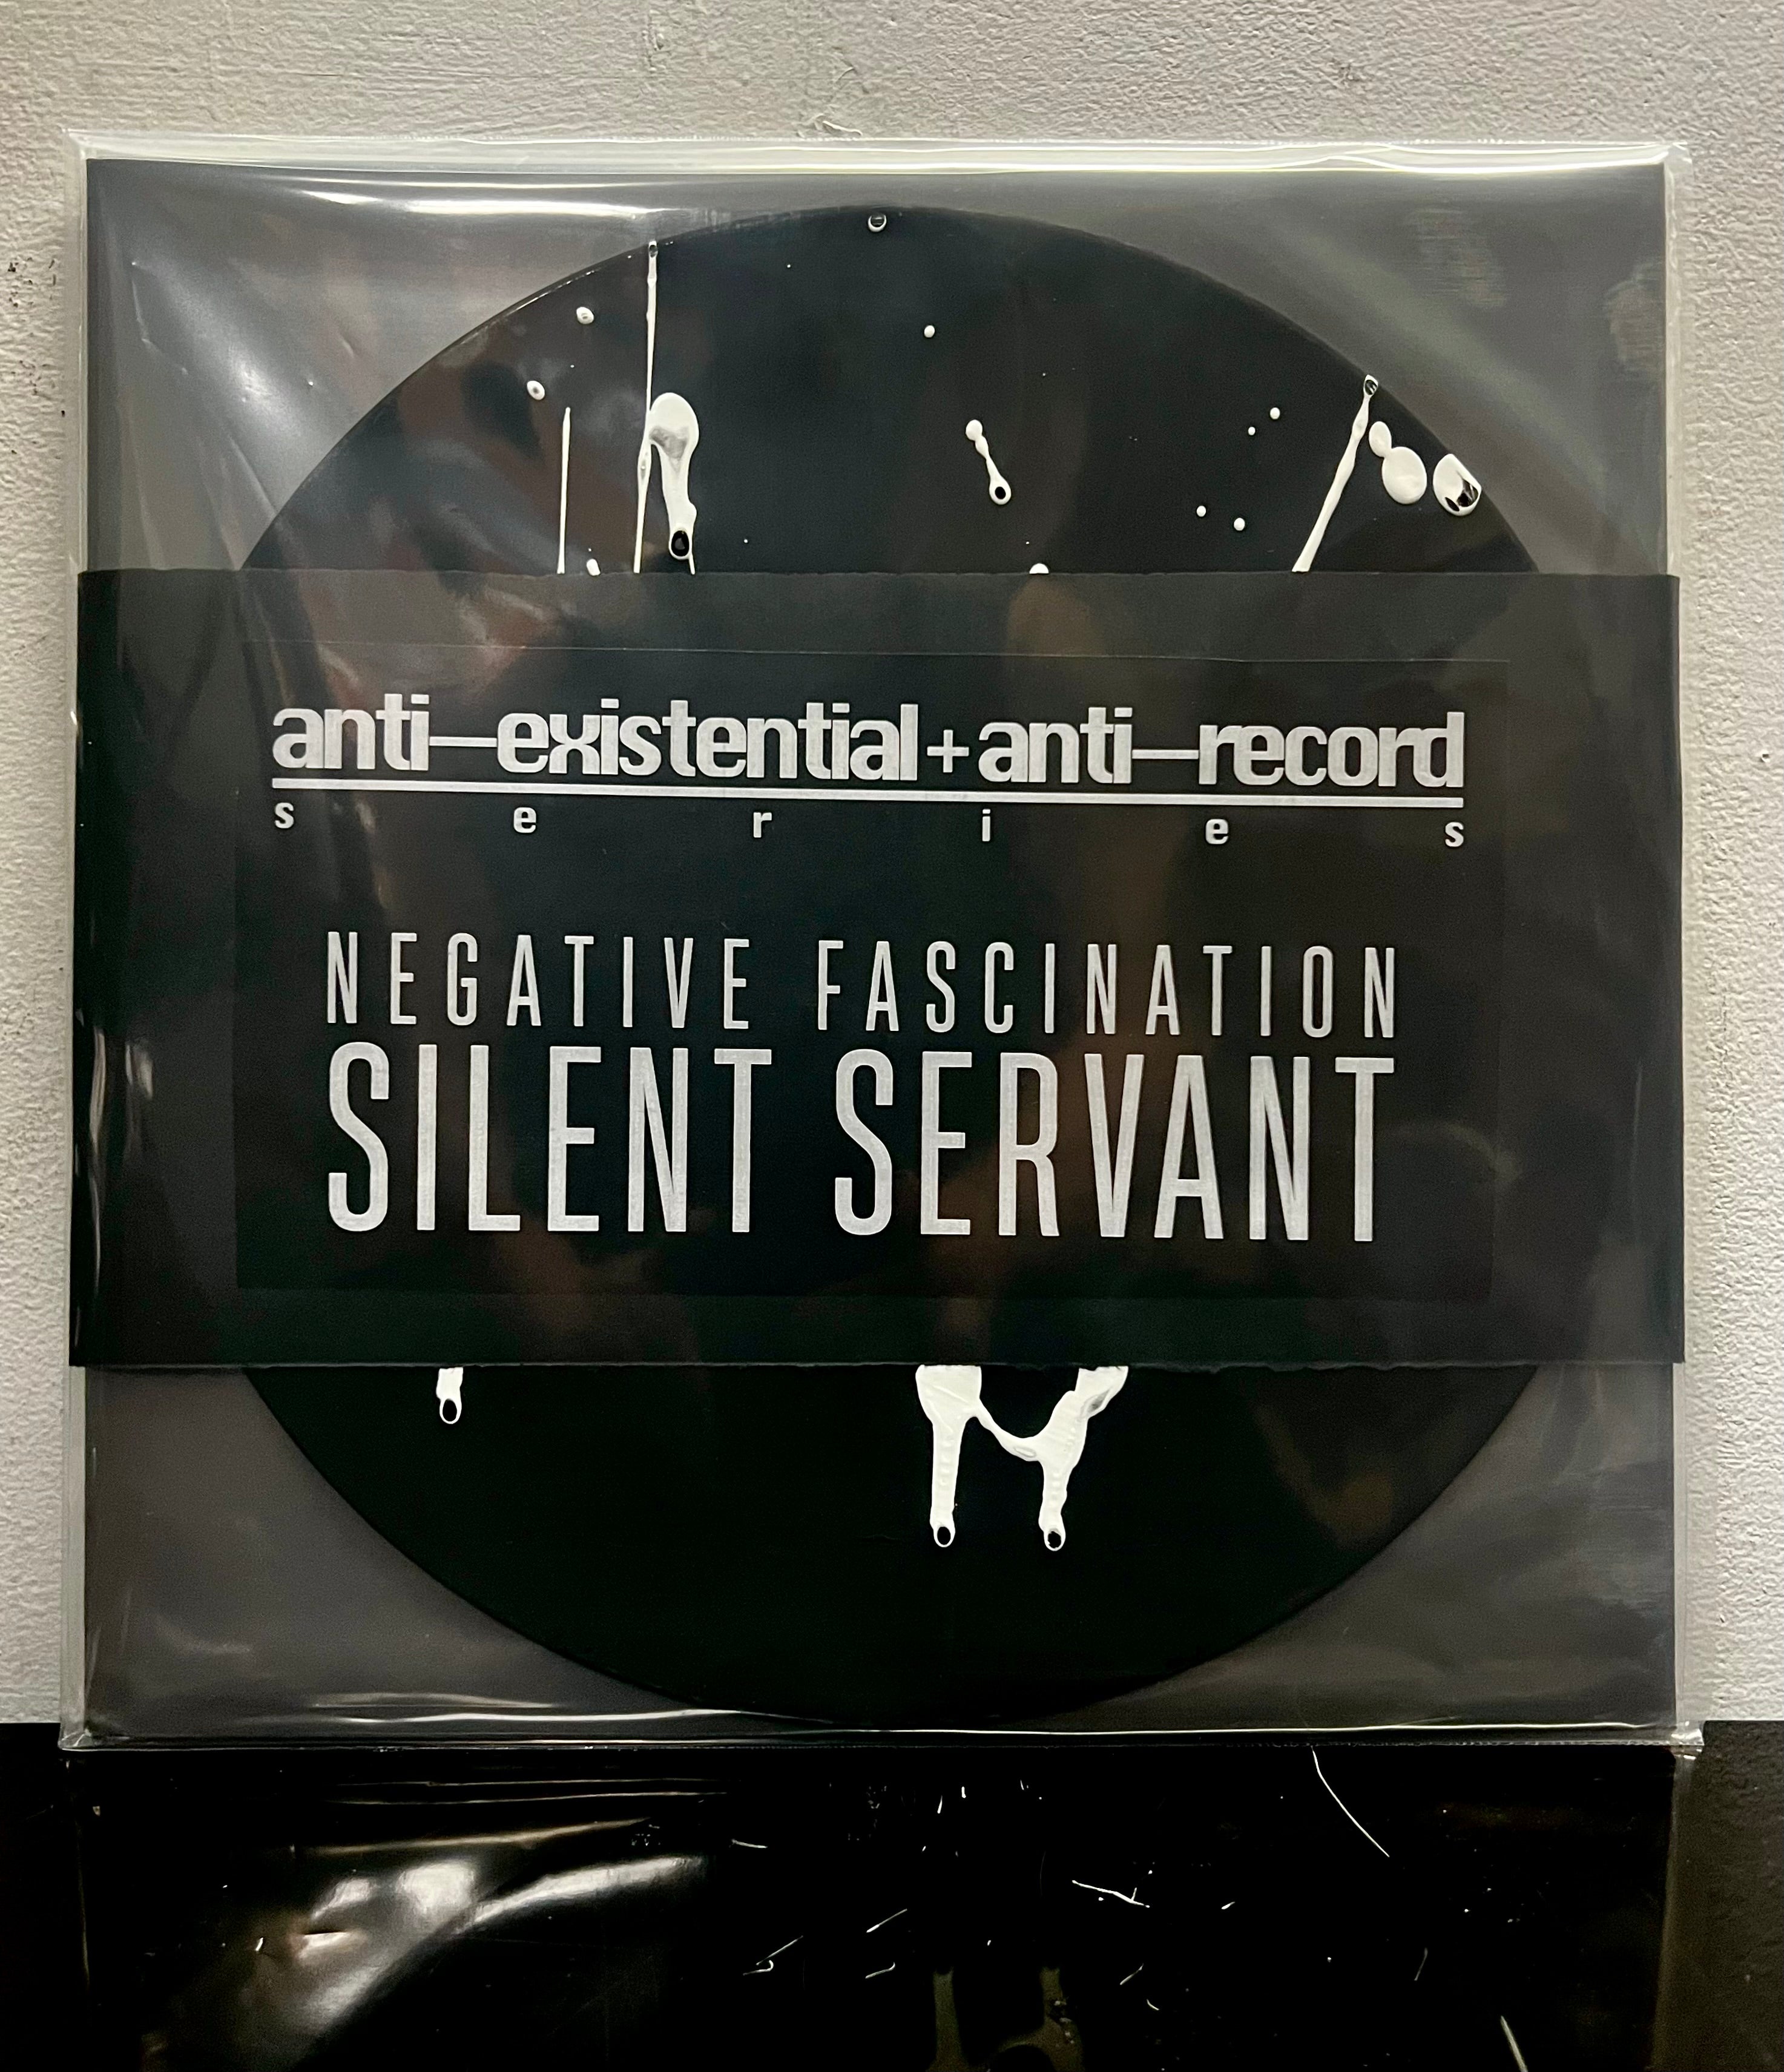 anti—existential+anti—record
series
NEGATIVE FASCINATION
SILENT SERVANT